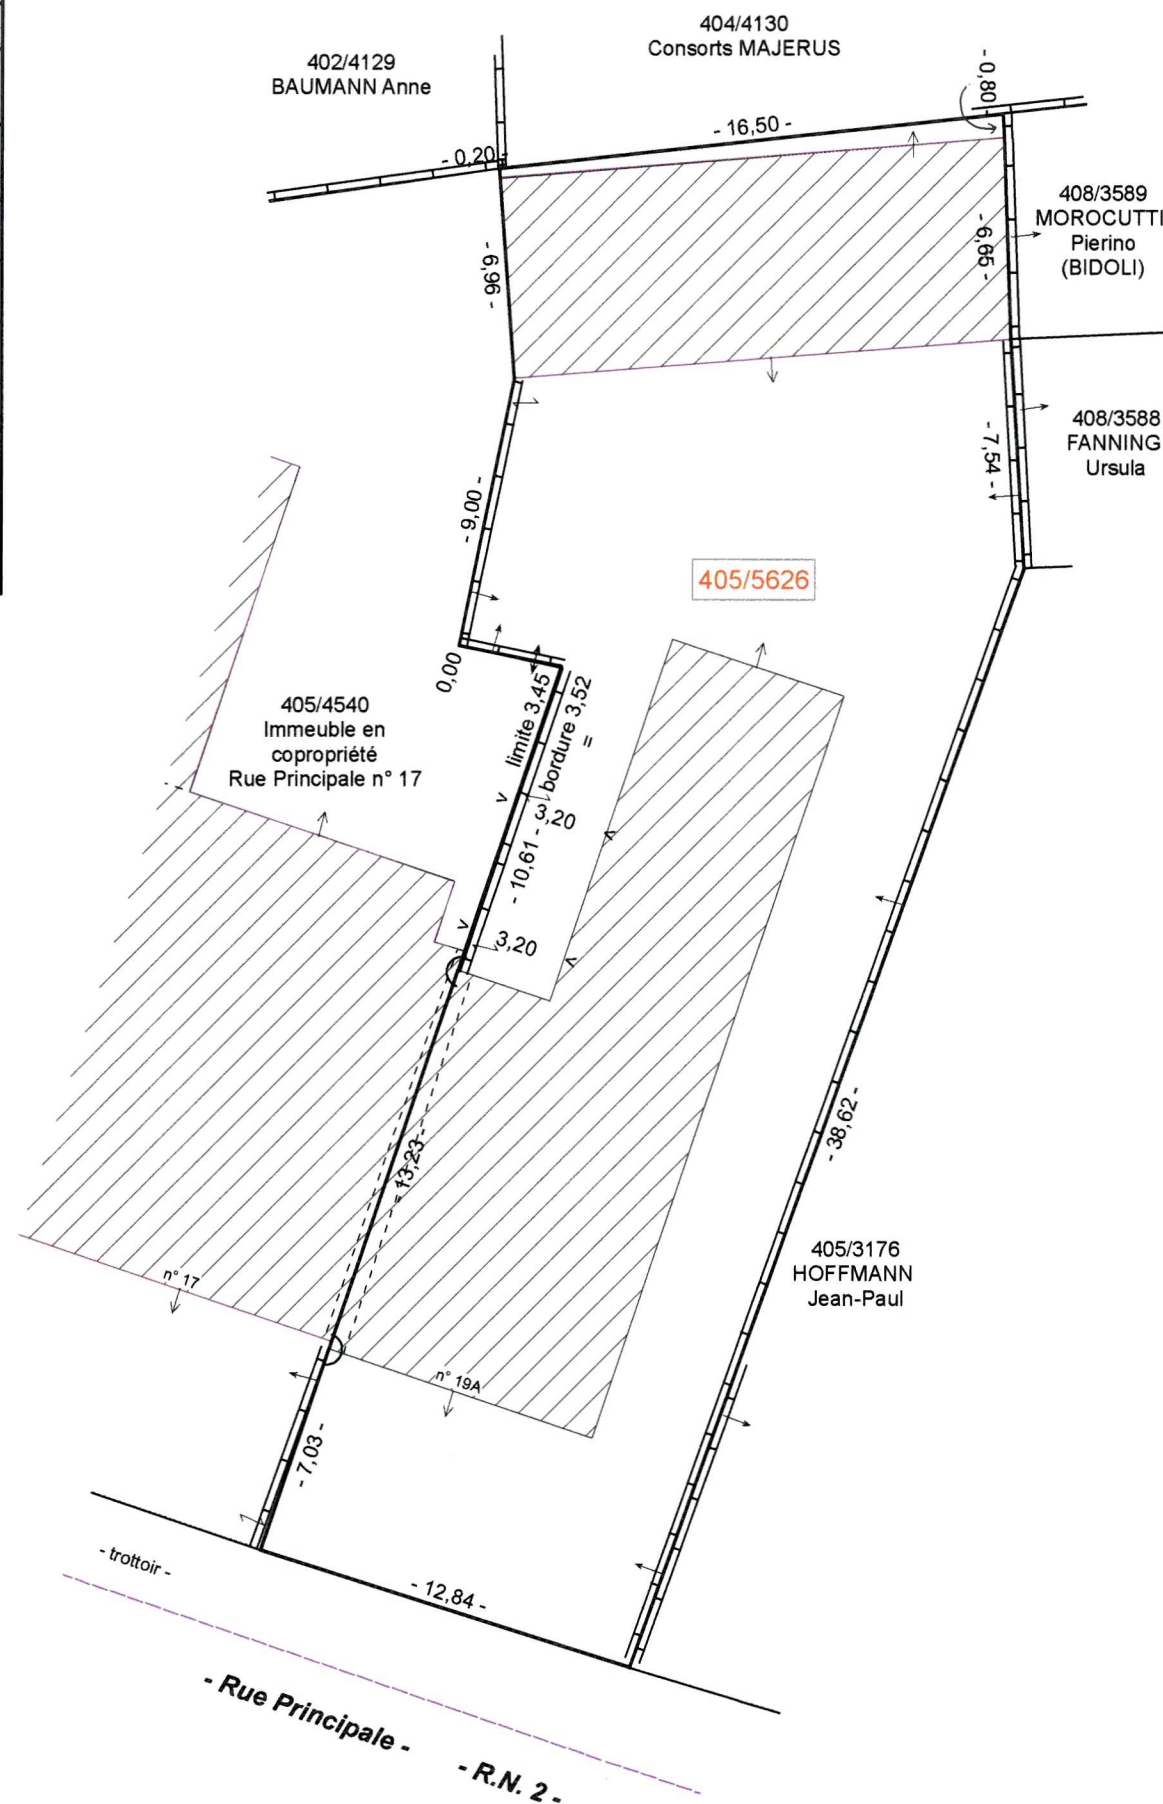 404/4130
Consorts MAJERUS
402/4129
BAUMANN Anne
- 0,80 -
- 16,50 -
- 0,20 -
408/3589
MOROCUTTI
Pierino
(BIDOLI)
- 6,96 -
- 6,65 -
408/3588
FANNING
Ursula
- 7,54 -
- 9,00 -
405/5626
0,00
limite 3,45
bordure 3,52
=
405/4540
Immeuble en
copropriété
Rue Principale n° 17
3,20
- 10,61 -
3,20
- 38,62 -
- 13,23 -
405/3176
HOFFMANN
Jean-Paul
n° 17
n° 19A
- 7,03 -
- trottoir -
- 12,84 -
- Rue Principale -
- R.N. 2 -